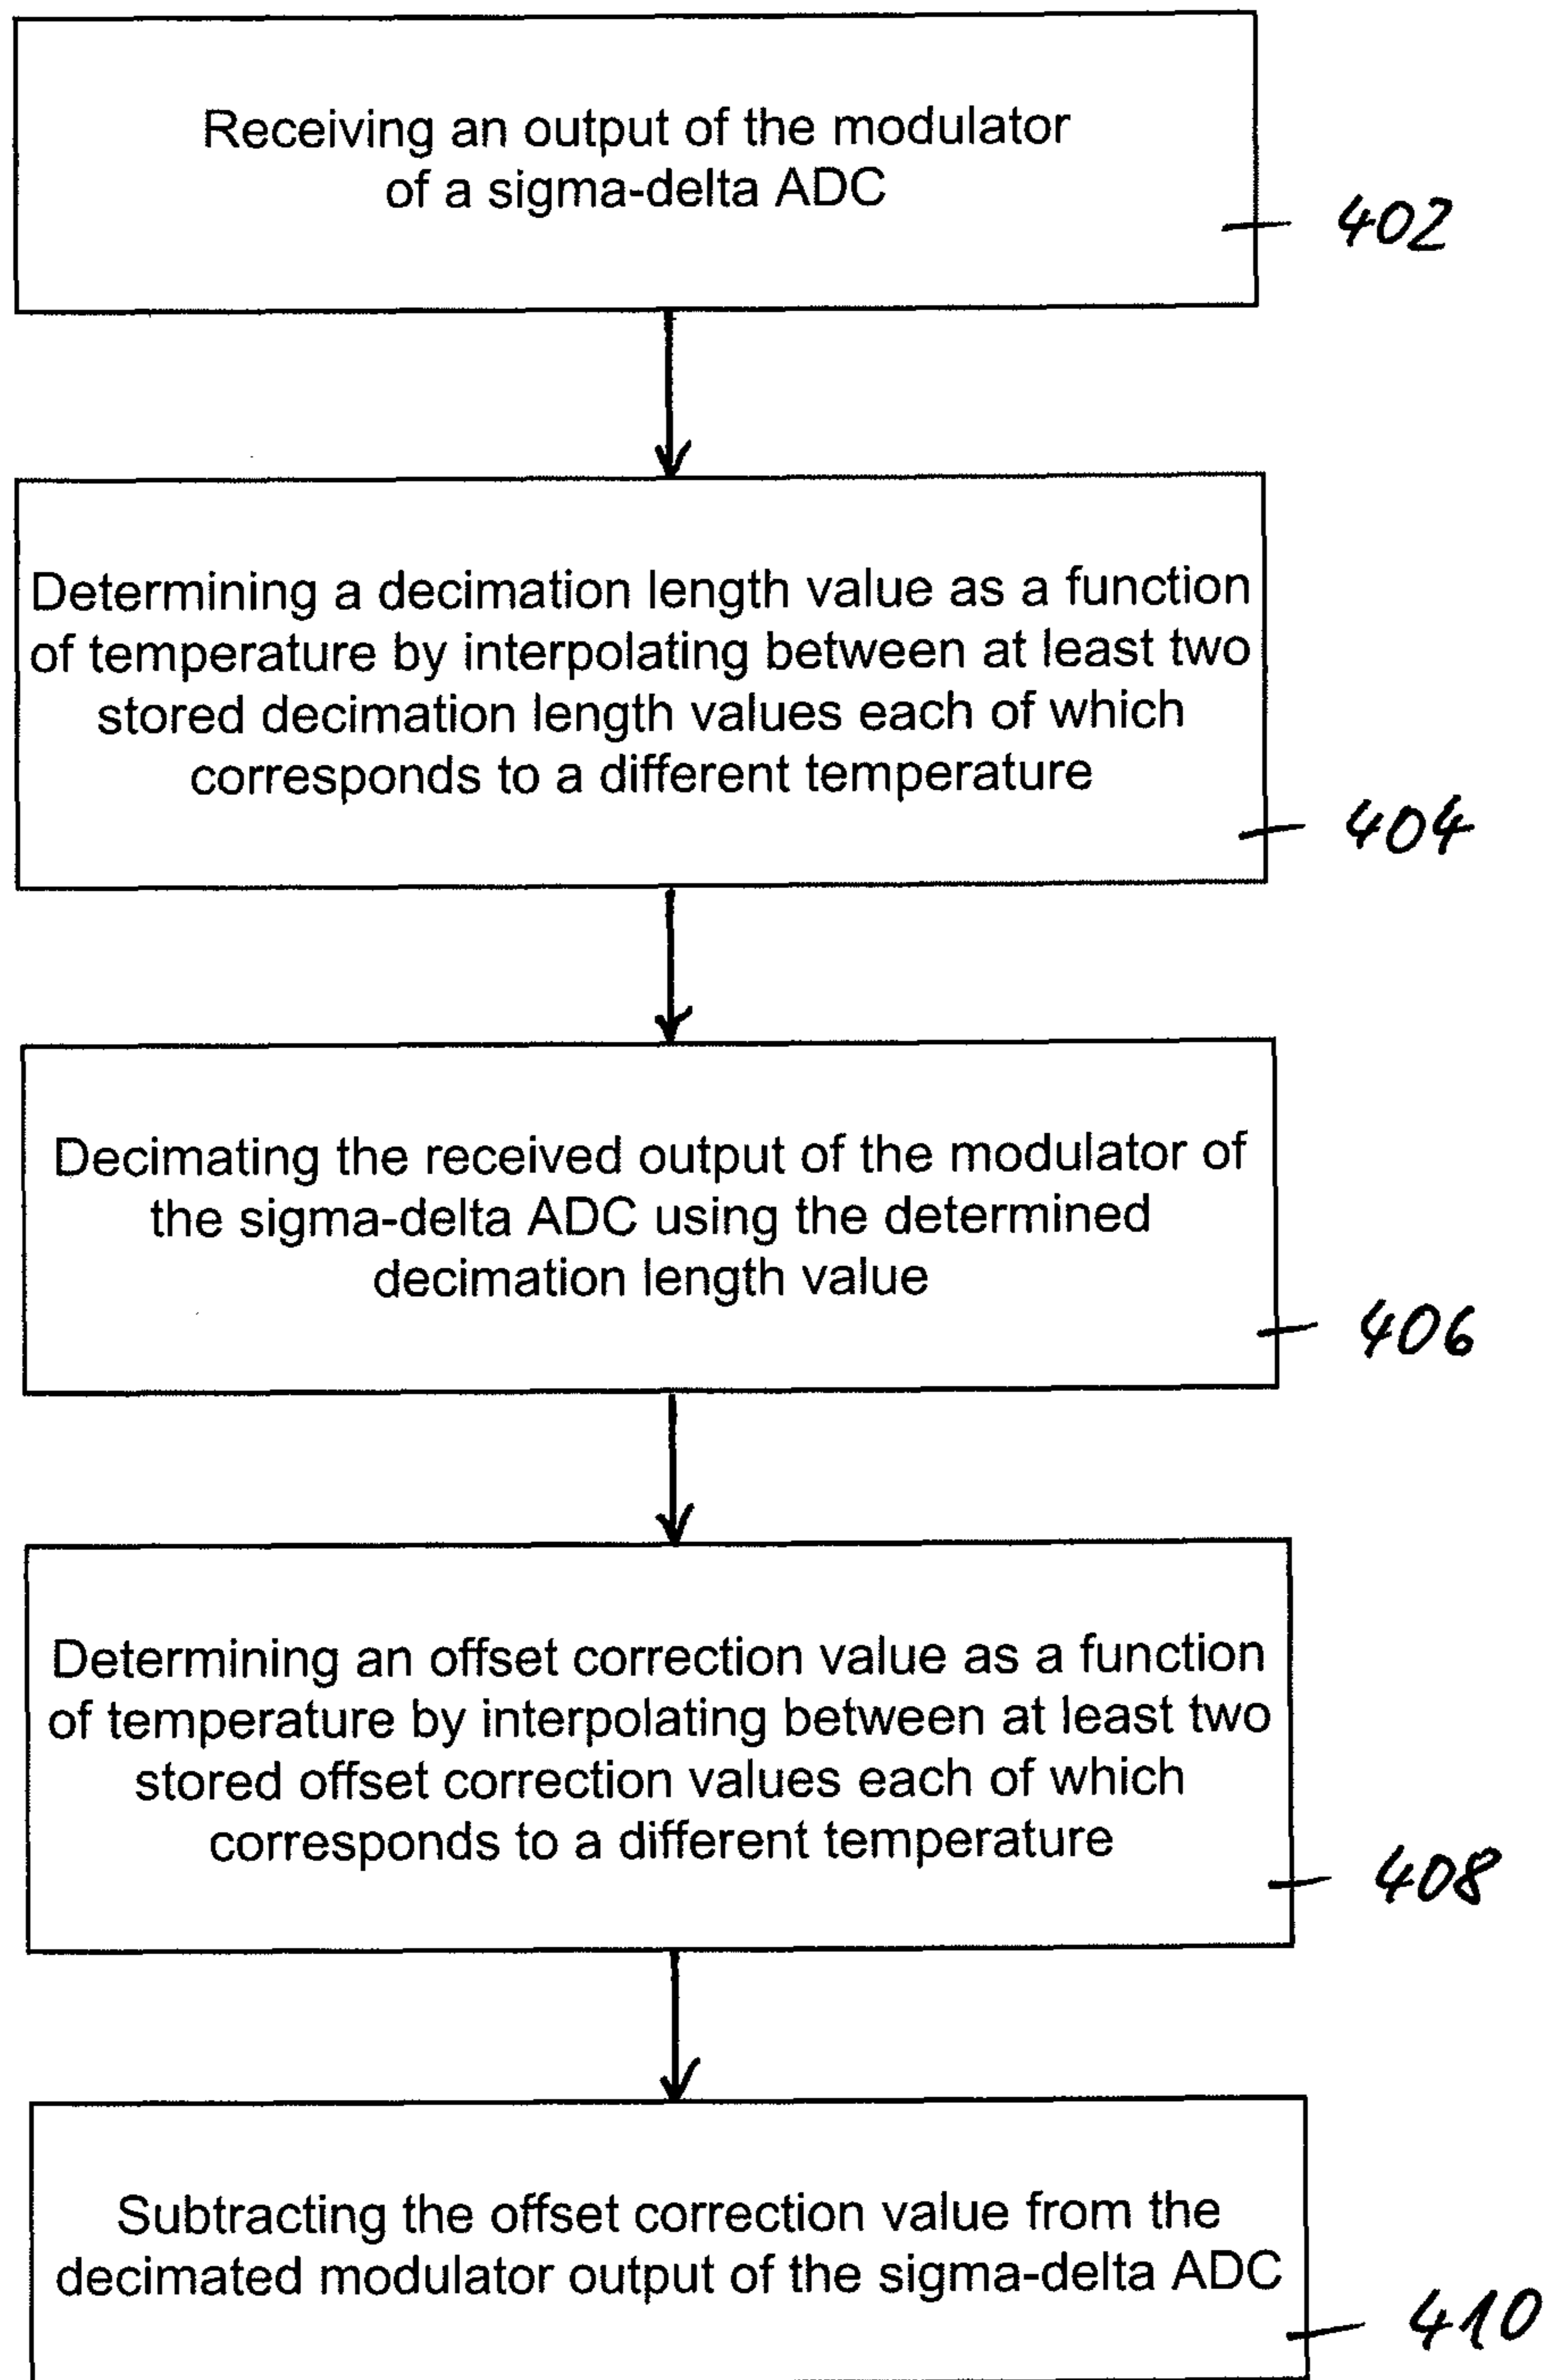 Receiving an output of the modulator
of a sigma-delta ADC
402
Determining a decimation length value as a function
of temperature by interpolating between at least two
stored decimation length values each of which
corresponds to a different temperature
404
Decimating the received output of the modulator of
the sigma-delta ADC using the determined
decimation length value
406
Determining an offset correction value as a function
of temperature by interpolating between at least two
stored offset correction values each of which
corresponds to a different temperature
408
Subtracting the offset correction value from the
decimated modulator output of the sigma-delta ADC
410